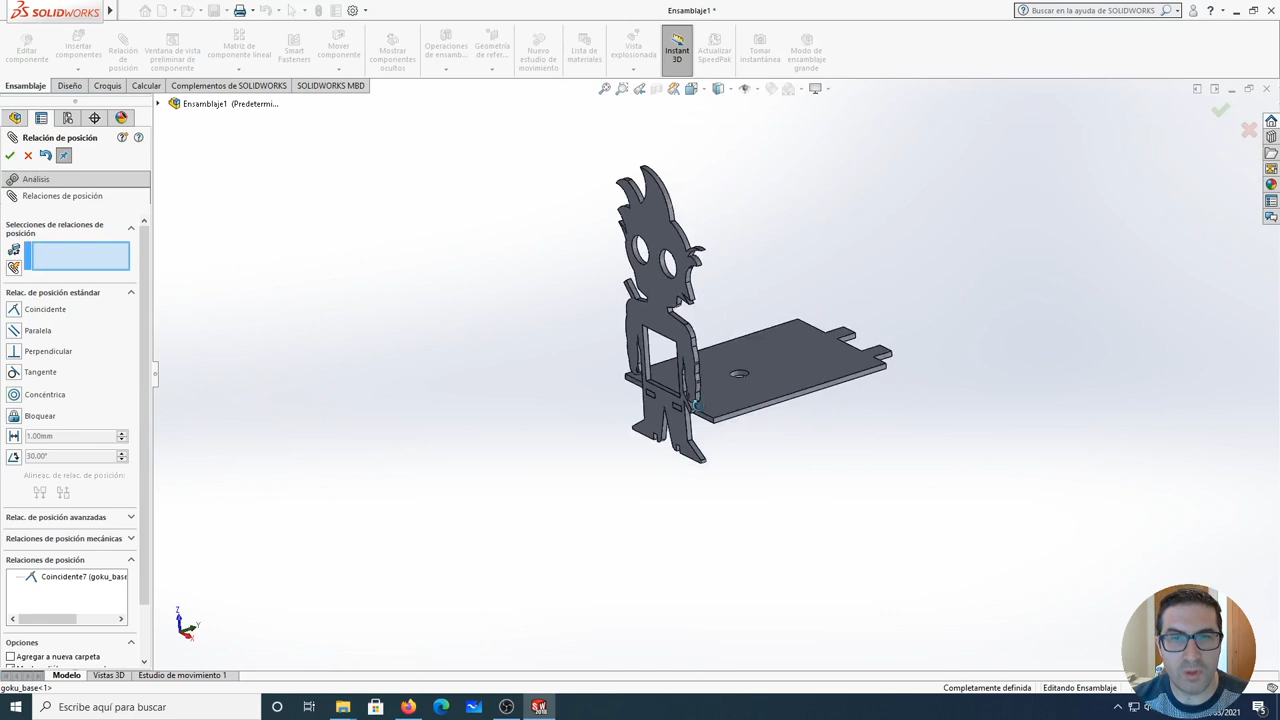 SOLIDWORKS
Ensamblaje1 *
Buscar en la ayuda de SOLIDWORKS
Editar componente
Insertar componentes
Relación de posición
Ventana de vista preliminar de componente
Matriz de componente lineal
Smart Fasteners
Mover componente
Mostrar componentes ocultos
Operaciones de ensamb...
Geometría de refer...
Nuevo estudio de movimiento
Lista de materiales
Vista explosionada
Instant 3D
Actualizar SpeedPak
Tomar instantánea
Modo de ensamblaje grande
Ensamblaje
Diseño
Croquis
Calcular
Complementos de SOLIDWORKS
SOLIDWORKS MBD
Ensamblaje1 (Predetermi...
Relación de posición
Análisis
Relaciones de posición
Selecciones de relaciones de posición
Relac. de posición estándar
Coincidente
Paralela
Perpendicular
Tangente
Concéntrica
Bloquear
1.00mm
30.00°
Alineac. de relac. de posición:
Relac. de posición avanzadas
Relaciones de posición mecánicas
Relaciones de posición
Coincidente7 (goku_base
Opciones
Agregar a nueva carpeta
Z
Y
X
Modelo
Vistas 3D
Estudio de movimiento 1
goku_base<1>
Completamente definida
Editando Ensamblaje
Escribe aquí para buscar
SW
2018
/03/2021